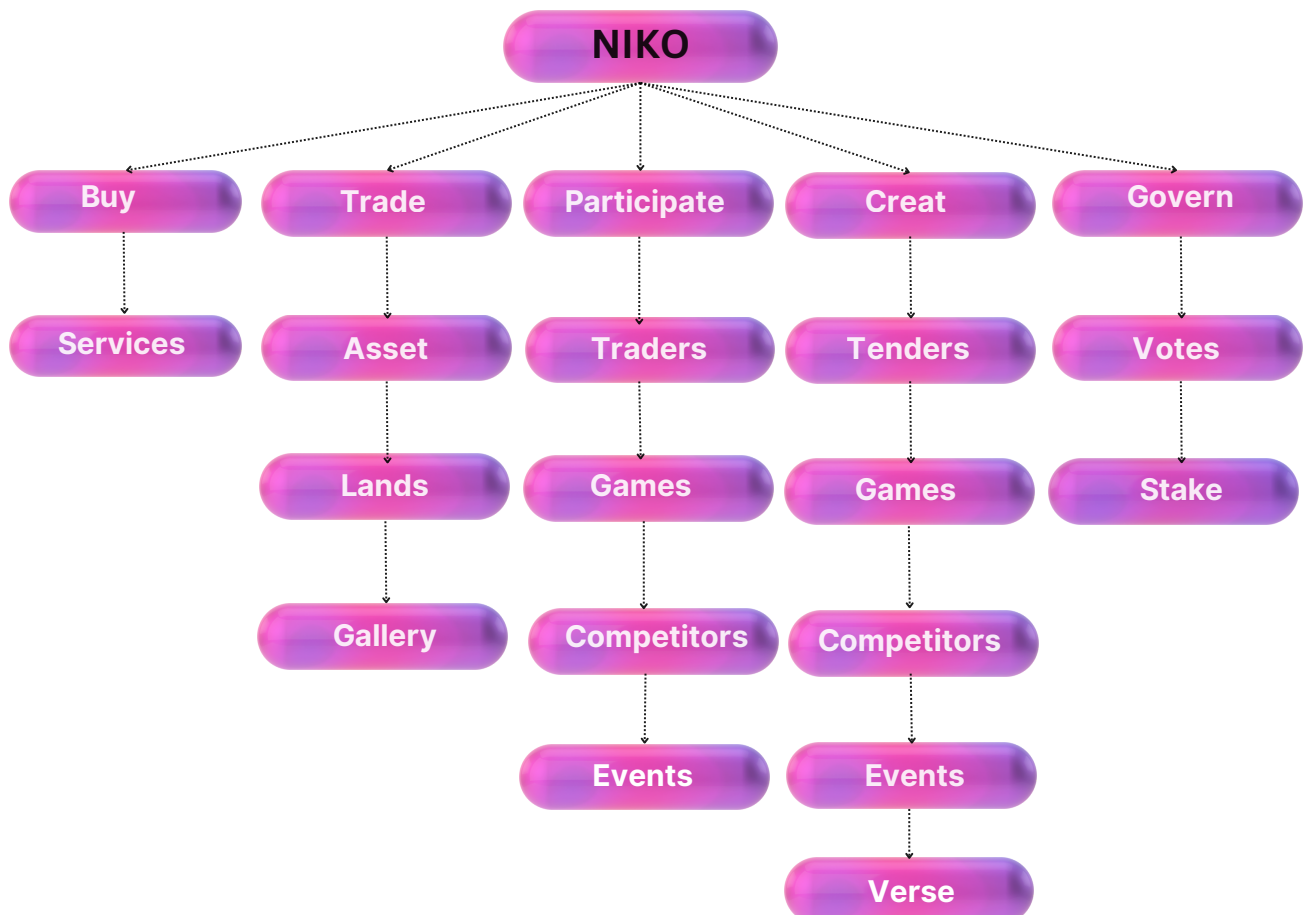 NIKO
Buy
Trade
Participate
Creat
Govern
Services
Asset
Traders
Tenders
Votes
Lands
Games
Games
Stake
Gallery
Competitors
Competitors
Events
Events
Verse